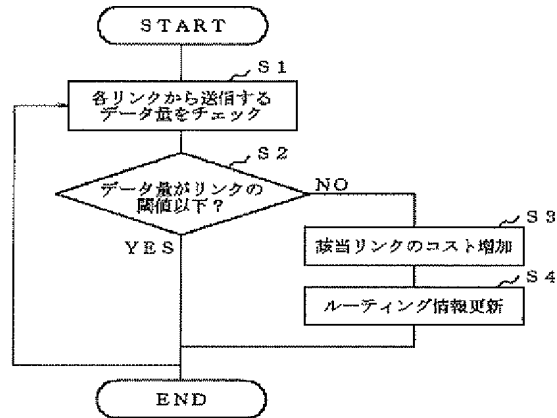 START
S1
各リンクから送信する
データ量をチェック
S2
データ量がリンクの
閾値以下？
NO
YES
S3
該当リンクのコスト増加
S4
ルーティング情報更新
END